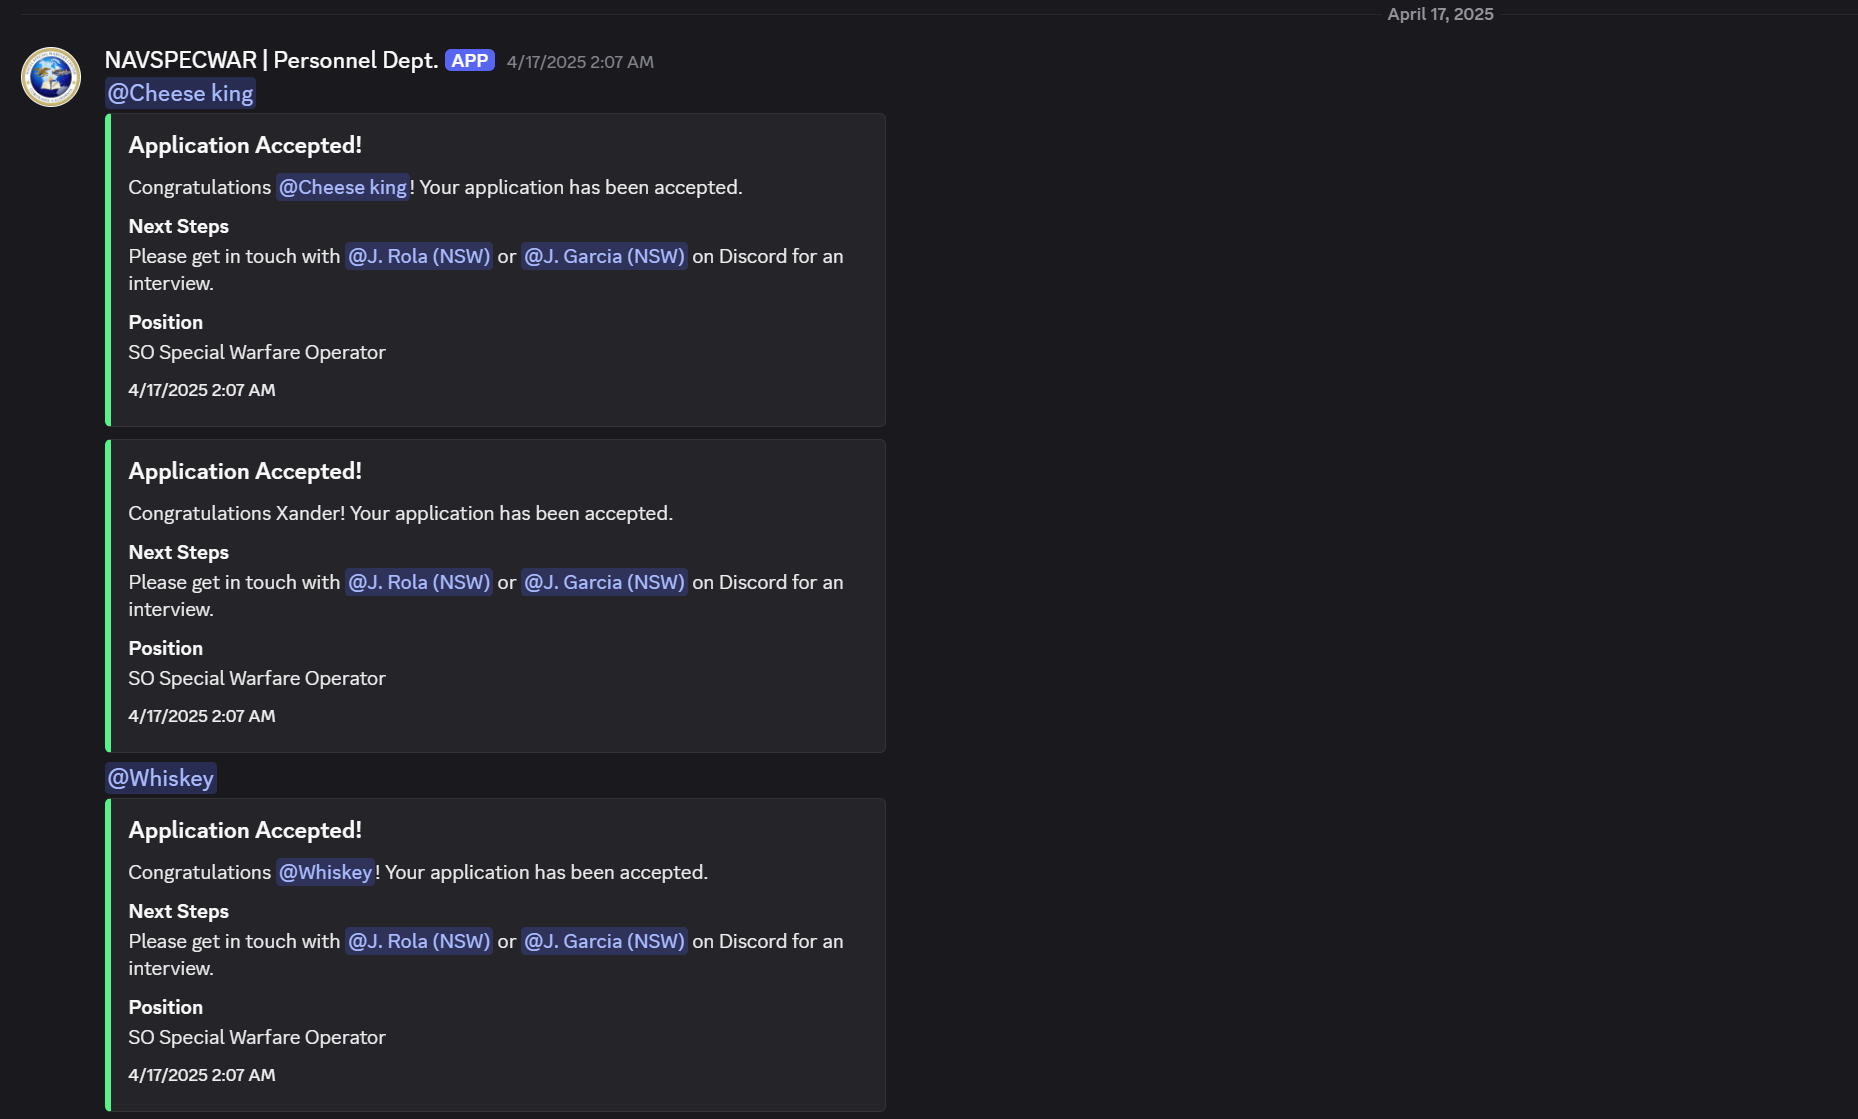 April 17, 2025
NAVSPECWAR | Personnel Dept. APP 4/17/2025 2:07 AM
@Cheese king
Application Accepted!
Congratulations @Cheese king! Your application has been accepted.
Next Steps
Please get in touch with @J. Rola (NSW) or @J. Garcia (NSW) on Discord for an
interview.
Position
SO Special Warfare Operator
4/17/2025 2:07 AM
Application Accepted!
Congratulations Xander! Your application has been accepted.
Next Steps
Please get in touch with @J. Rola (NSW) or @J. Garcia (NSW) on Discord for an
interview.
Position
SO Special Warfare Operator
4/17/2025 2:07 AM
@Whiskey
Application Accepted!
Congratulations @Whiskey! Your application has been accepted.
Next Steps
Please get in touch with @J. Rola (NSW) or @J. Garcia (NSW) on Discord for an
interview.
Position
SO Special Warfare Operator
4/17/2025 2:07 AM